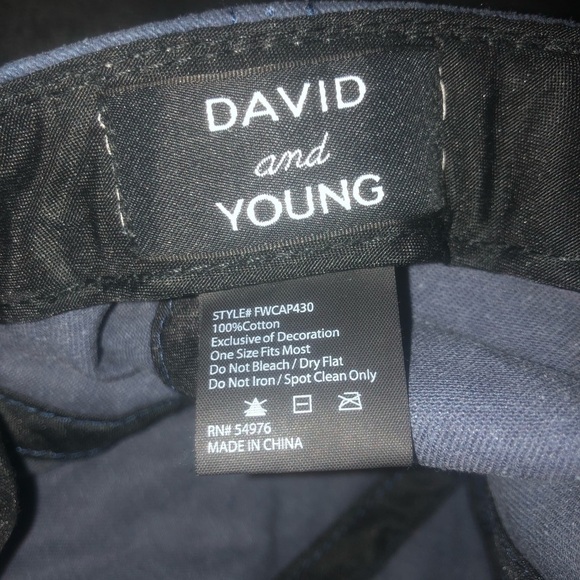 DAVID
and
YOUNG
STYLE# FWCAP430
100%Cotton
Exclusive of Decoration
One Size Fits Most
Do Not Bleach / Dry Flat
Do Not Iron / Spot Clean Only
RN# 54976
MADE IN CHINA